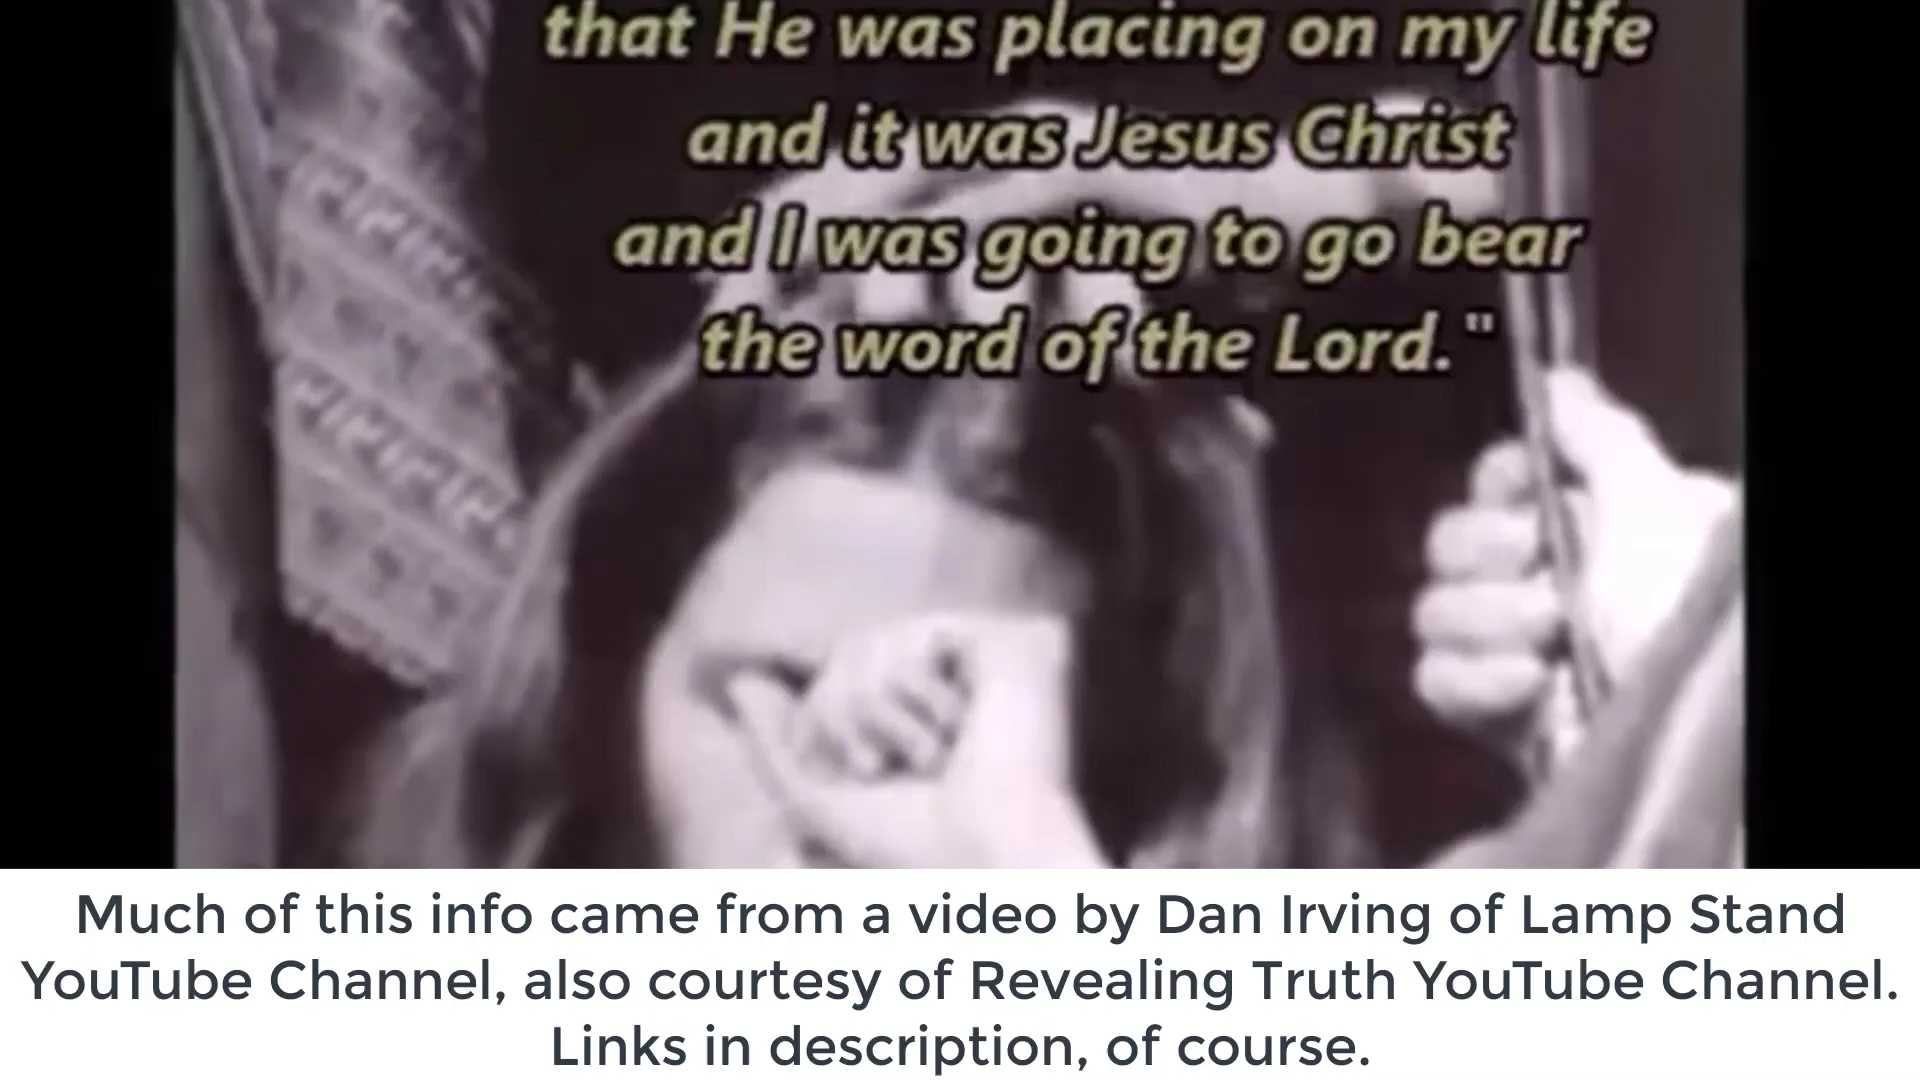 that He was placing on my life
and it was Jesus Christ
and I was going to go bear
the word of the Lord."
Much of this info came from a video by Dan Irving of Lamp Stand
YouTube Channel, also courtesy of Revealing Truth YouTube Channel.
Links in description, of course.